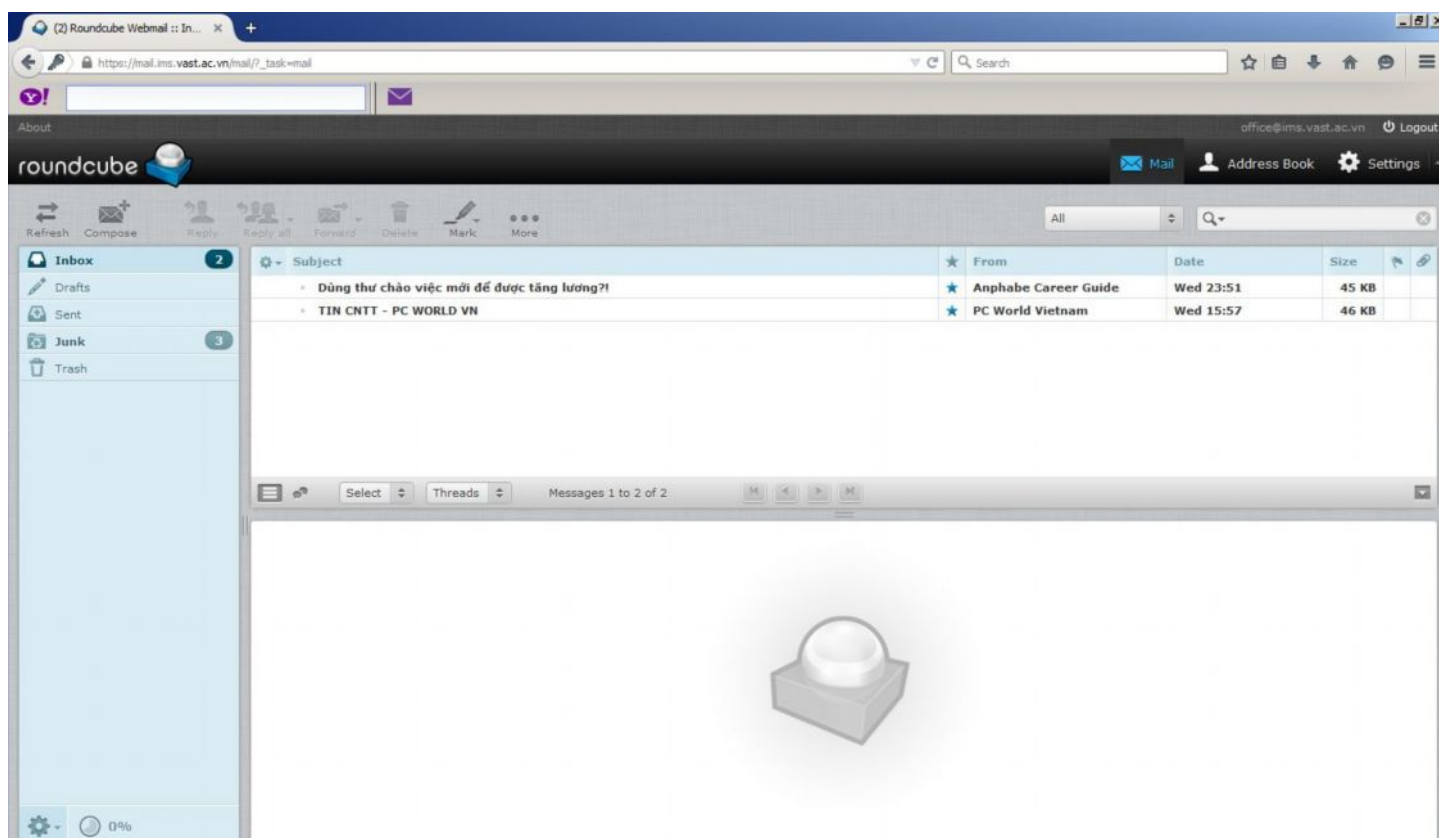 (2) Roundcube Webmail :: In... × +
https://mail.ims.vast.ac.vn/mail/?_task=mail Search
Y!
About office@ims.vast.ac.vn Logout
roundcube Mail Address Book Settings
Refresh Compose Reply Reply all Forward Delete Mark More All
Inbox 2 Subject From Date Size
Drafts Dùng thư chào việc mới để được tăng lương?! Anphabe Career Guide Wed 23:51 45 KB
Sent TIN CNTT - PC WORLD VN PC World Vietnam Wed 15:57 46 KB
Junk 3
Trash
Select Threads Messages 1 to 2 of 2
0%